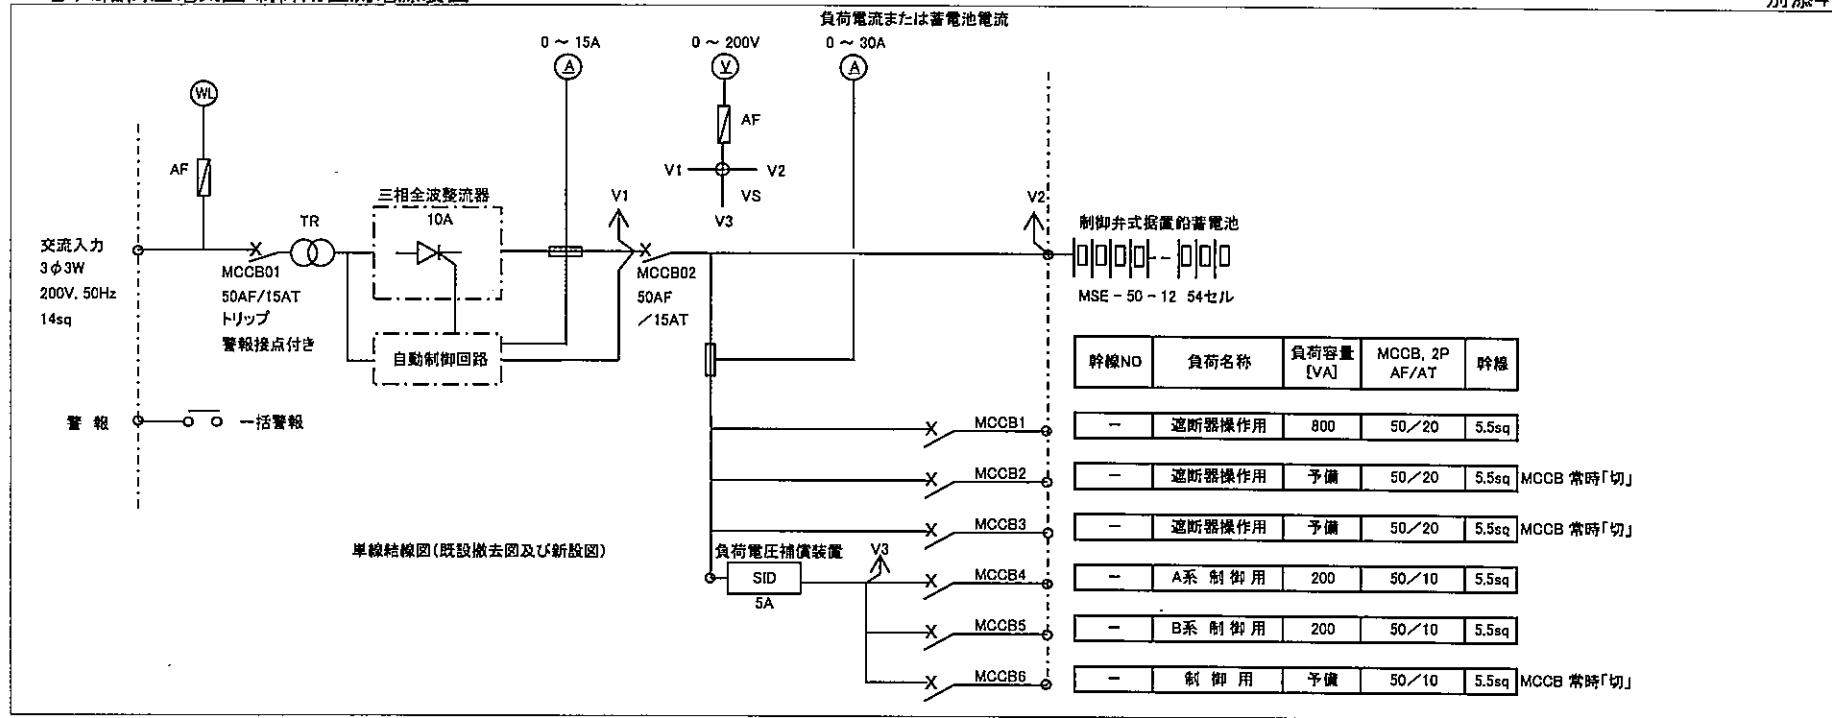 負荷電流または蓄電池電流
0 ～ 15A
0 ～ 200V
0 ～ 30A
A
V
A
WL
AF
AF
V1
V2
VS
V3
三相全波整流器
10A
TR
V1
V2
制御弁式据置鉛蓄電池
交流入力
3φ3W
200V, 50Hz
14sq
MCCB01
50AF/15AT
トリップ
警報接点付き
MCCB02
50AF
／15AT
MSE－50－12 54セル
自動制御回路
幹線NO 負荷名称 負荷容量[VA] MCCB, 2P AF/AT 幹線
警 報
一括警報
MCCB1
－ 遮断器操作用 800 50／20 5.5sq
MCCB2
－ 遮断器操作用 予備 50／20 5.5sq MCCB 常時「切」
MCCB3
－ 遮断器操作用 予備 50／20 5.5sq MCCB 常時「切」
単線結線図(既設撤去図及び新設図)
負荷電圧補償装置
V3
SID
5A
MCCB4
－ A系 制御用 200 50／10 5.5sq
MCCB5
－ B系 制御用 200 50／10 5.5sq
MCCB6
－ 制御用 予備 50／10 5.5sq MCCB 常時「切」